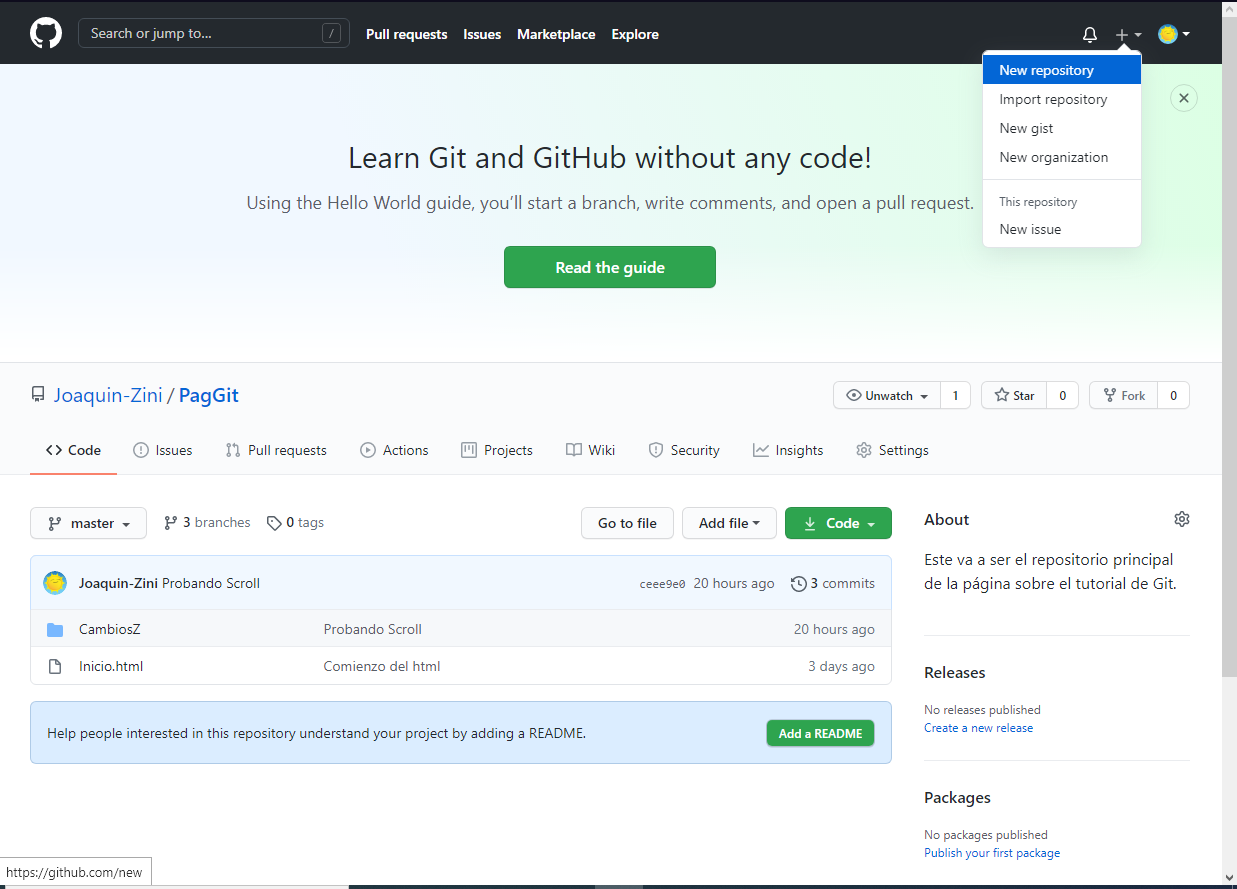 Search or jump to... /
Pull requests Issues Marketplace Explore
New repository
Import repository
New gist
New organization
This repository
New issue
Learn Git and GitHub without any code!
Using the Hello World guide, you’ll start a branch, write comments, and open a pull request.
Read the guide
Joaquin-Zini / PagGit
Unwatch 1 Star 0 Fork 0
Code Issues Pull requests Actions Projects Wiki Security Insights Settings
master 3 branches 0 tags Go to file Add file Code
Joaquin-Zini Probando Scroll ceee9e0 20 hours ago 3 commits
CambiosZ Probando Scroll 20 hours ago
Inicio.html Comienzo del html 3 days ago
Help people interested in this repository understand your project by adding a README. Add a README
About
Este va a ser el repositorio principal
de la página sobre el tutorial de Git.
Releases
No releases published
Create a new release
Packages
No packages published
Publish your first package
https://github.com/new